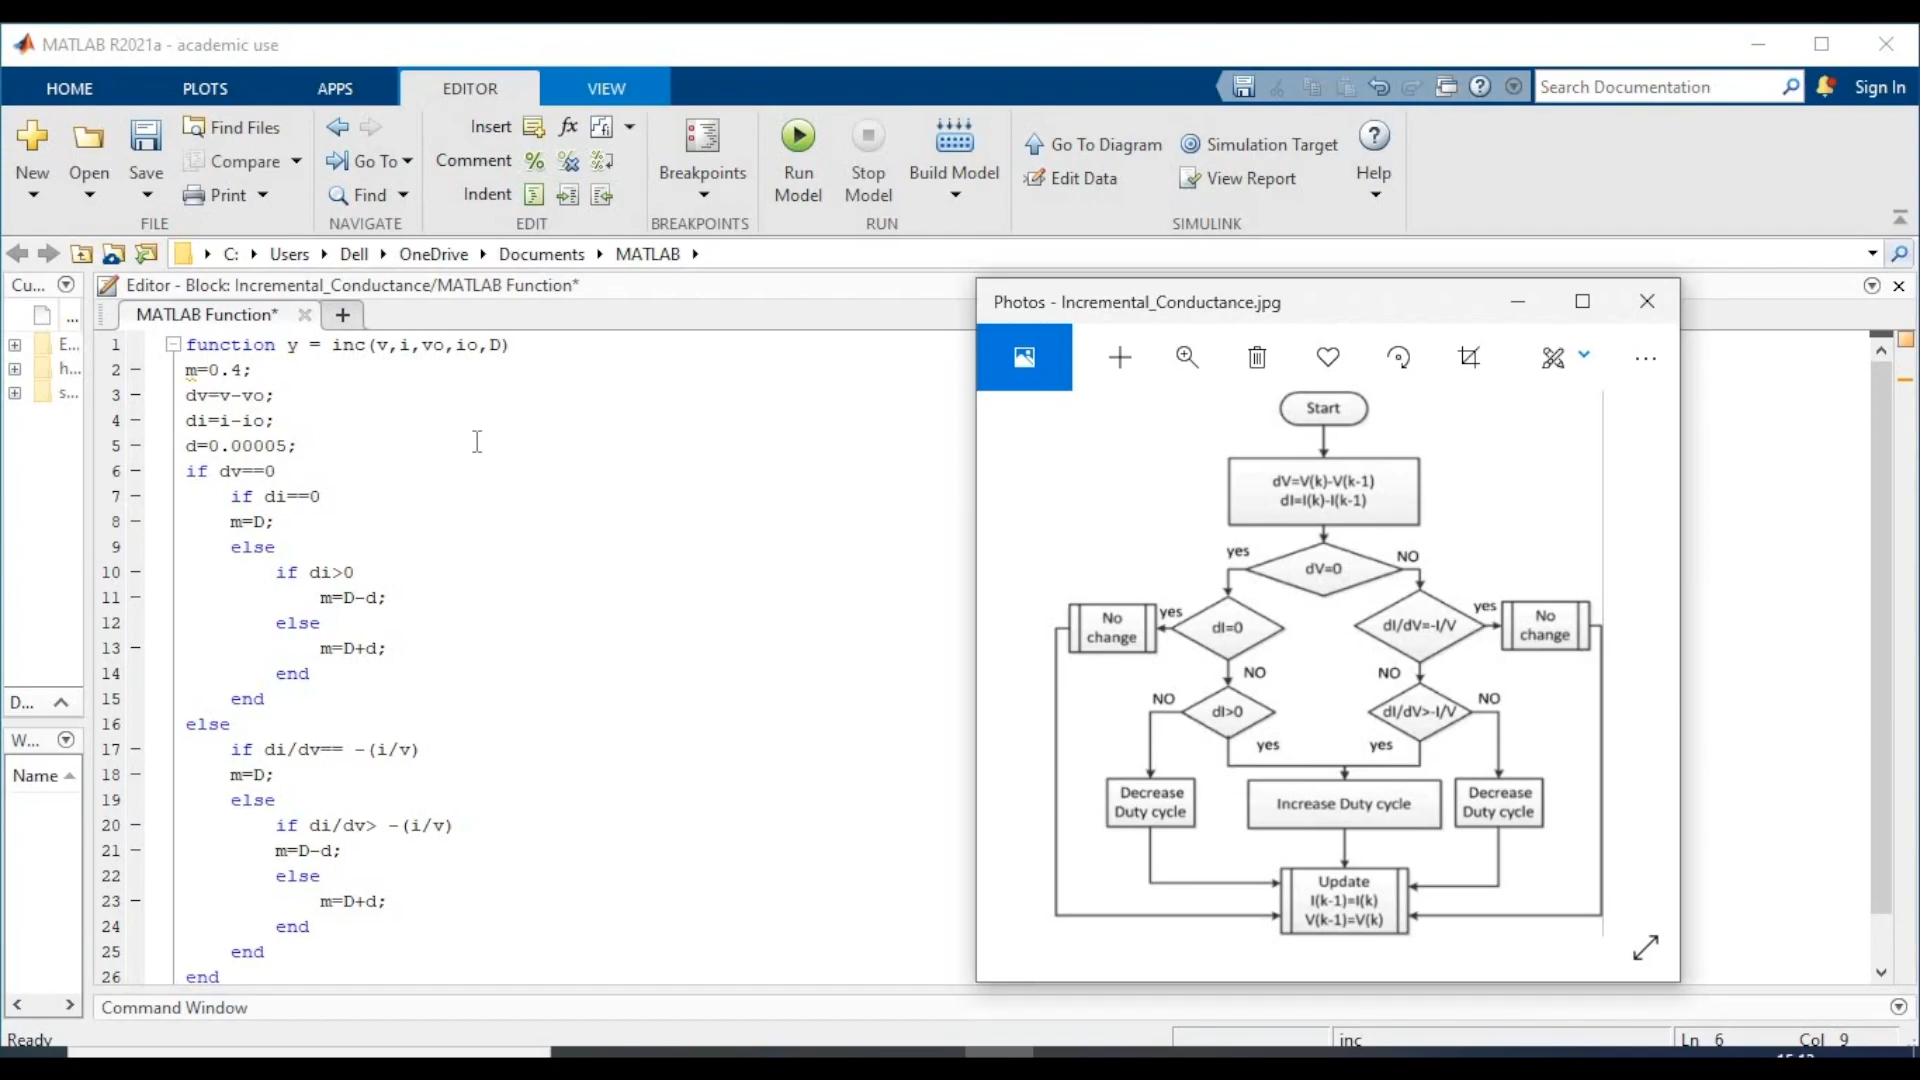 MATLAB R2021a - academic use
HOME PLOTS APPS EDITOR VIEW
Search Documentation
Sign In
New
Open
Save
Find Files
Compare
Print
FILE
Go To
Find
NAVIGATE
Insert
Comment
Indent
EDIT
Breakpoints
BREAKPOINTS
Run Model
Stop Model
Build Model
RUN
Go To Diagram
Edit Data
Simulation Target
View Report
SIMULINK
Help
C: Users Dell OneDrive Documents MATLAB
Cu...
Editor - Block: Incremental_Conductance/MATLAB Function*
MATLAB Function*
...
E...
h...
s...
D...
W...
Name
1 function y = inc(v,i,vo,io,D)
2 m=0.4;
3 dv=v-vo;
4 di=i-io;
5 d=0.00005;
6 if dv==0
7 if di==0
8 m=D;
9 else
10 if di>0
11 m=D-d;
12 else
13 m=D+d;
14 end
15 end
16 else
17 if di/dv== -(i/v)
18 m=D;
19 else
20 if di/dv> -(i/v)
21 m=D-d;
22 else
23 m=D+d;
24 end
25 end
26 end
Photos - Incremental_Conductance.jpg
Start
dV=V(k)-V(k-1)
dI=I(k)-I(k-1)
yes
NO
dV=0
No change
yes
dI=0
dI/dV=-I/V
yes
No change
NO
NO
NO
dI>0
dI/dV>-I/V
NO
yes
yes
Decrease
Duty cycle
Increase Duty cycle
Decrease
Duty cycle
Update
I(k-1)=I(k)
V(k-1)=V(k)
Command Window
Ready
inc
Ln 6
Col 9